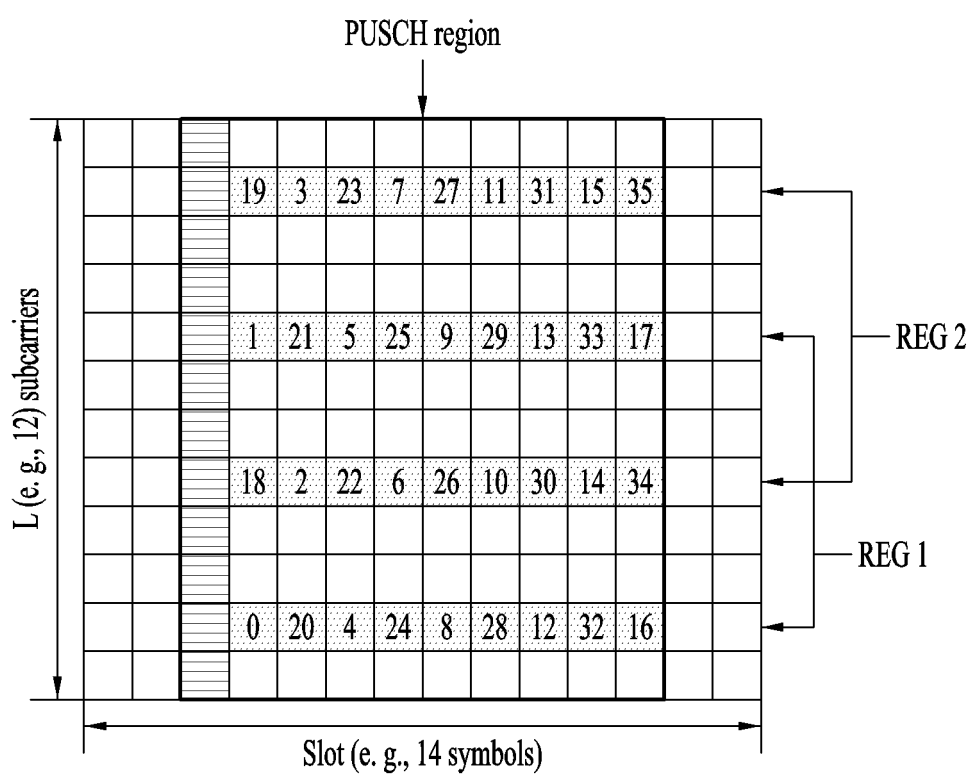 PUSCH region
19 3 23 7 27 11 31 15 35
1 21 5 25 9 29 13 33 17
REG 2
L (e. g., 12) subcarriers
18 2 22 6 26 10 30 14 34
REG 1
0 20 4 24 8 28 12 32 16
Slot (e. g., 14 symbols)